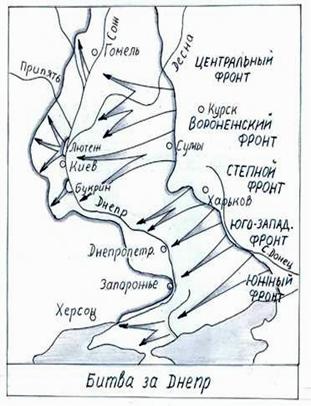 Сож
Гомель
Десна
Припять
ЦЕНТРАЛЬНЫЙ
ФРОНТ
Курск
ВОРОНЕЖСКИЙ
ФРОНТ
Лютеж
Сумы
Киев
СТЕПНОЙ
ФРОНТ
Букрин
Харьков
Днепр
ЮГО-ЗАПАД.
ФРОНТ
Днепропетр.
С. Донец
Запорожье
ЮЖНЫЙ
ФРОНТ
Херсон
Битва за Днепр